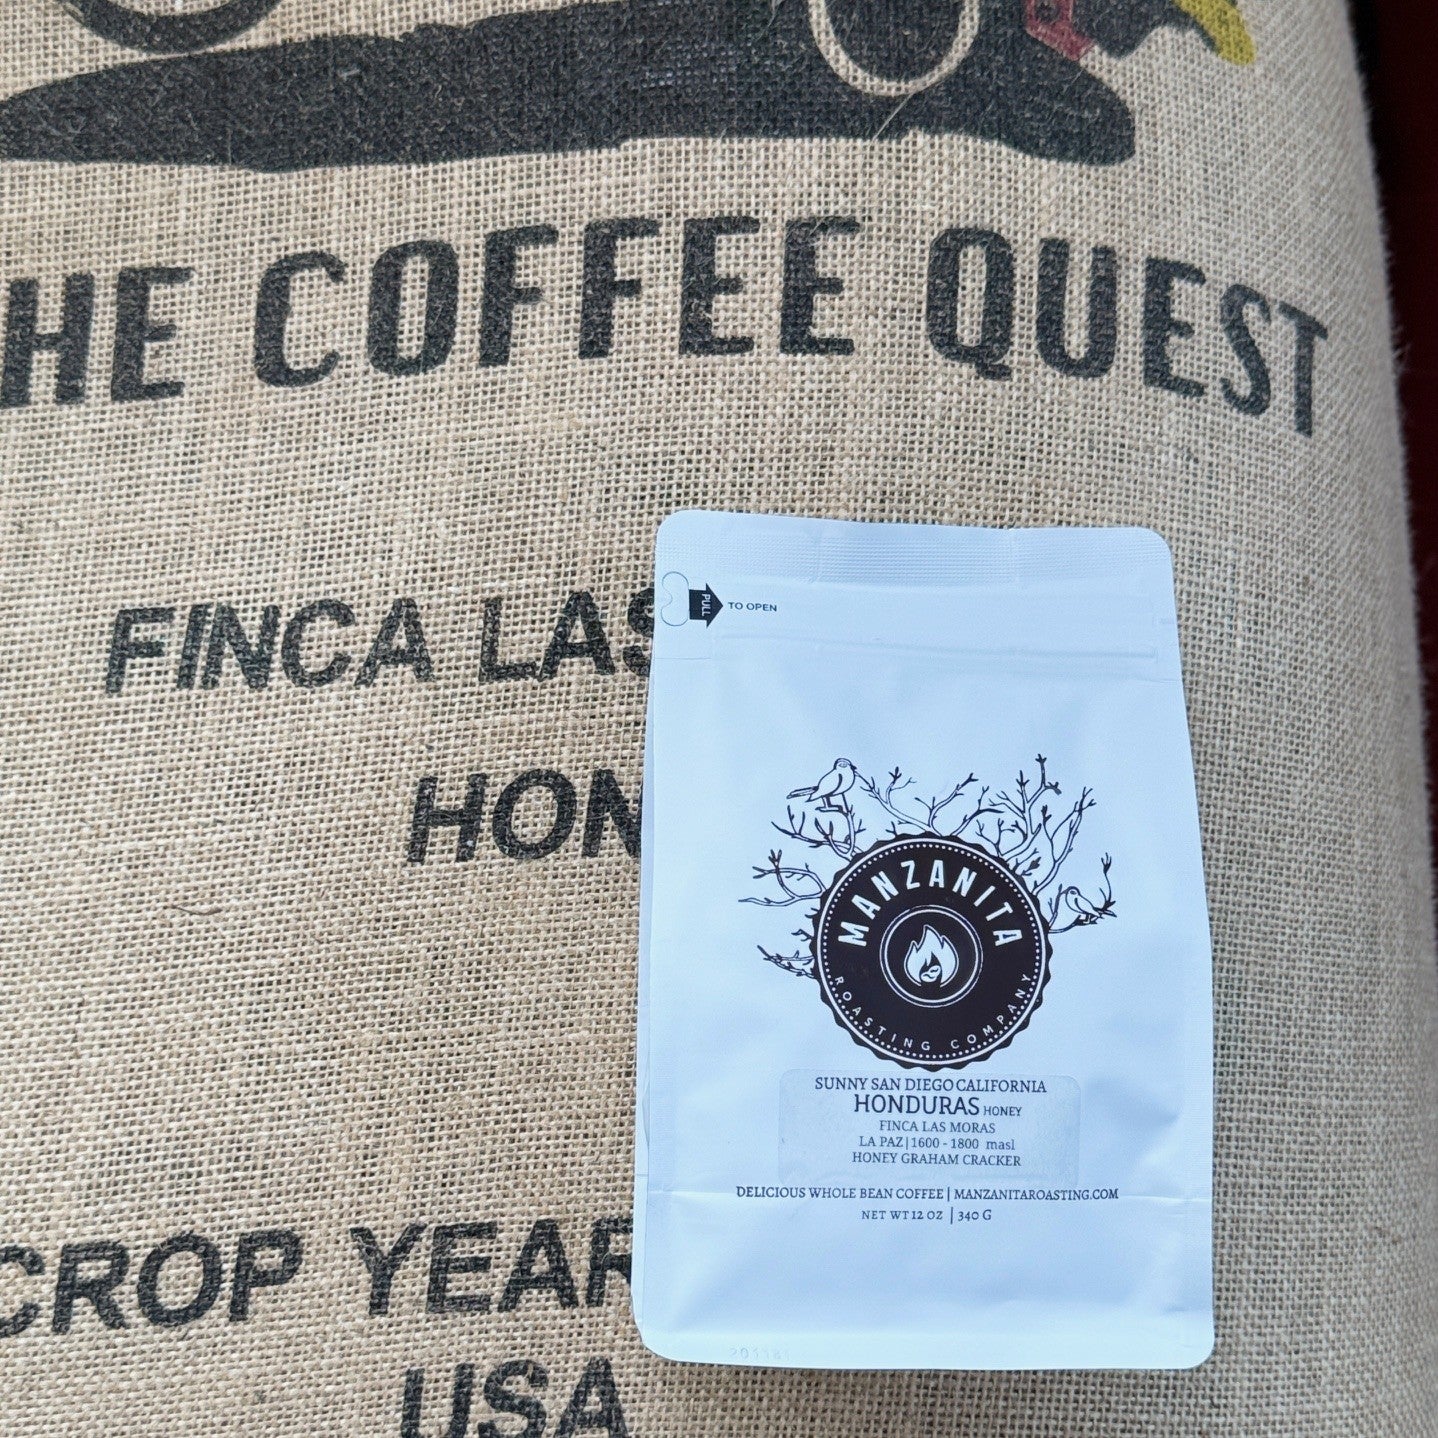 HE COFFEE QUEST
FINCA LAS
HON
CROP YEAR
USA
PULL
TO OPEN
MANZANITA
ROASTING COMPANY
SUNNY SAN DIEGO CALIFORNIA
HONDURAS HONEY
FINCA LAS MORAS
LA PAZ|1600 - 1800 masl
HONEY GRAHAM CRACKER
DELICIOUS WHOLE BEAN COFFEE | MANZANITAROASTING.COM
NET WT 12 OZ | 340 G